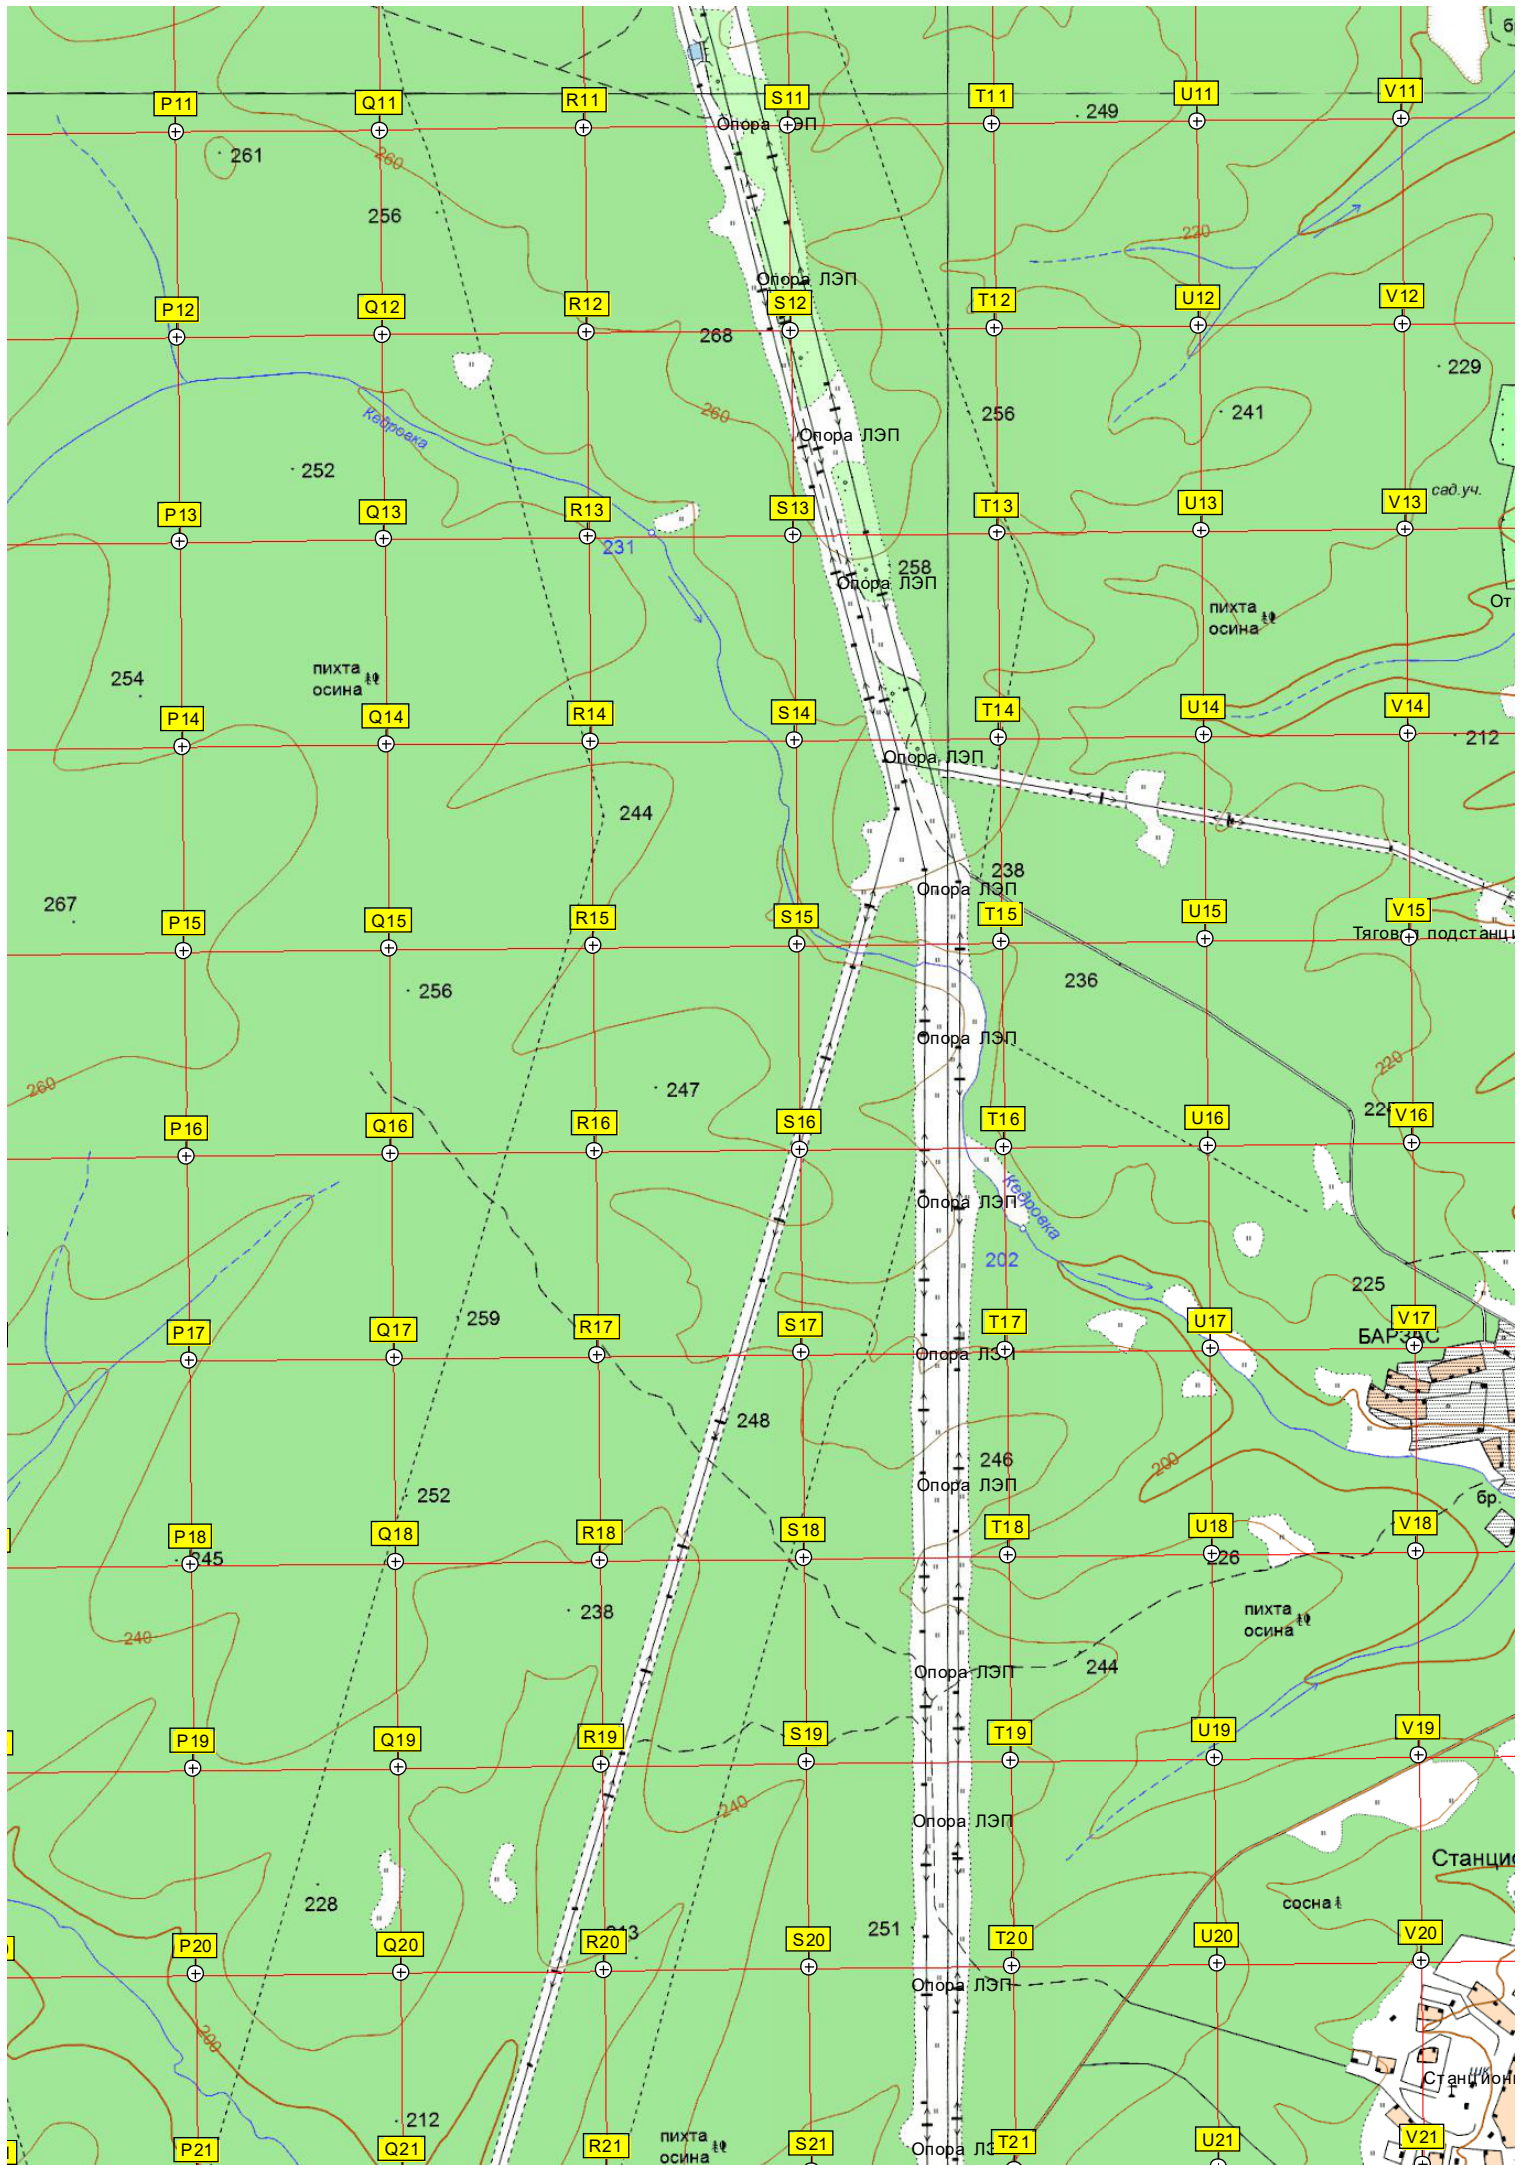 P11
Q11
R11
S11
T11
249
U11
V11
261
260
256
220
Опора ЛЭП
P12
Q12
R12
S12
T12
U12
V12
268
229
Кедровка
260
256
241
Опора ЛЭП
252
сад.уч.
P13
Q13
R13
S13
T13
U13
V13
231
258
Опора ЛЭП
пихта
осина
254
пихта
осина
P14
Q14
R14
S14
T14
U14
V14
212
Опора ЛЭП
244
238
Опора ЛЭП
267
P15
Q15
R15
S15
T15
U15
V15
236
256
Опора ЛЭП
260
247
220
P16
Q16
R16
S16
T16
U16
V16
Опора ЛЭП
Кедровка
202
225
259
P17
Q17
R17
S17
T17
U17
V17
БАРЗАС
248
246
200
Опора ЛЭП
252
бр.
P18
Q18
R18
S18
T18
U18
V18
245
226
238
240
пихта
осина
244
Опора ЛЭП
P19
Q19
R19
S19
T19
U19
V19
240
Опора ЛЭП
228
сосна
251
P20
Q20
R20
S20
T20
U20
V20
Опора ЛЭП
200
шк
212
P21
Q21
R21
пихта
осина
S21
T21
U21
V21